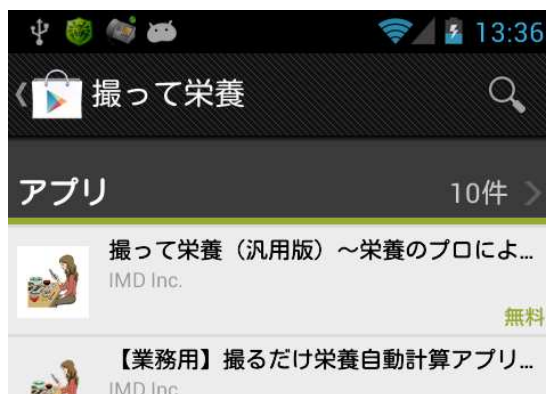 13:36
撮って栄養
アプリ
10件
撮って栄養（汎用版）～栄養のプロによ...
IMD Inc.
無料
【業務用】撮るだけ栄養自動計算アプリ...
IMD Inc.